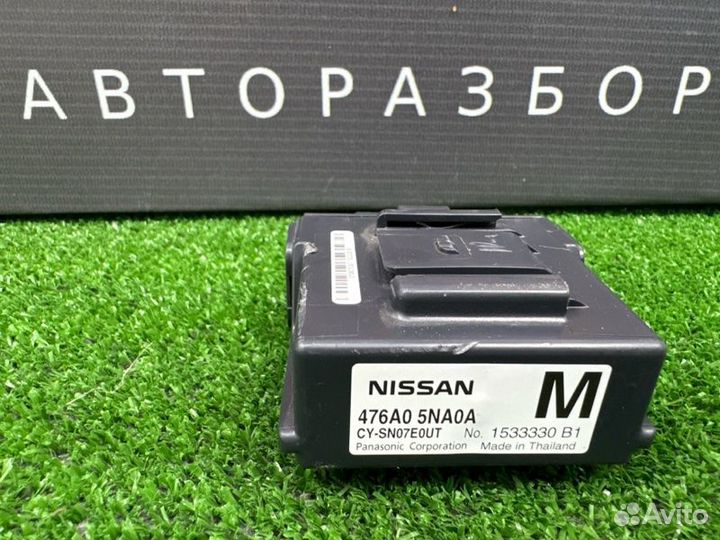 АВТОРАЗБОР
NISSAN
M
476A0 5NA0A
CY-SN07E0UT No. 1533330 B1
Panasonic Corporation Made in Thailand
Avito